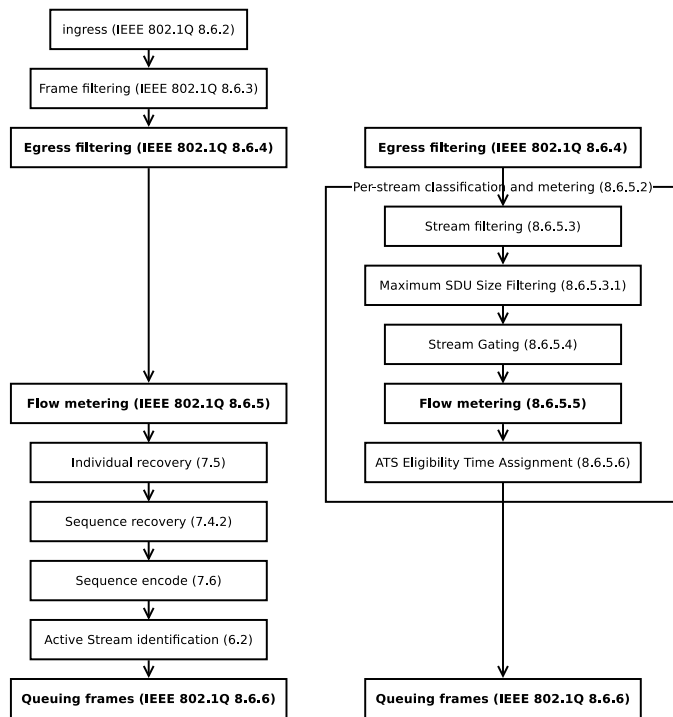 ingress (IEEE 802.1Q 8.6.2)
Frame filtering (IEEE 802.1Q 8.6.3)
Egress filtering (IEEE 802.1Q 8.6.4)
Flow metering (IEEE 802.1Q 8.6.5)
Individual recovery (7.5)
Sequence recovery (7.4.2)
Sequence encode (7.6)
Active Stream identification (6.2)
Queuing frames (IEEE 802.1Q 8.6.6)
Egress filtering (IEEE 802.1Q 8.6.4)
Per-stream classification and metering (8.6.5.2)
Stream filtering (8.6.5.3)
Maximum SDU Size Filtering (8.6.5.3.1)
Stream Gating (8.6.5.4)
Flow metering (8.6.5.5)
ATS Eligibility Time Assignment (8.6.5.6)
Queuing frames (IEEE 802.1Q 8.6.6)